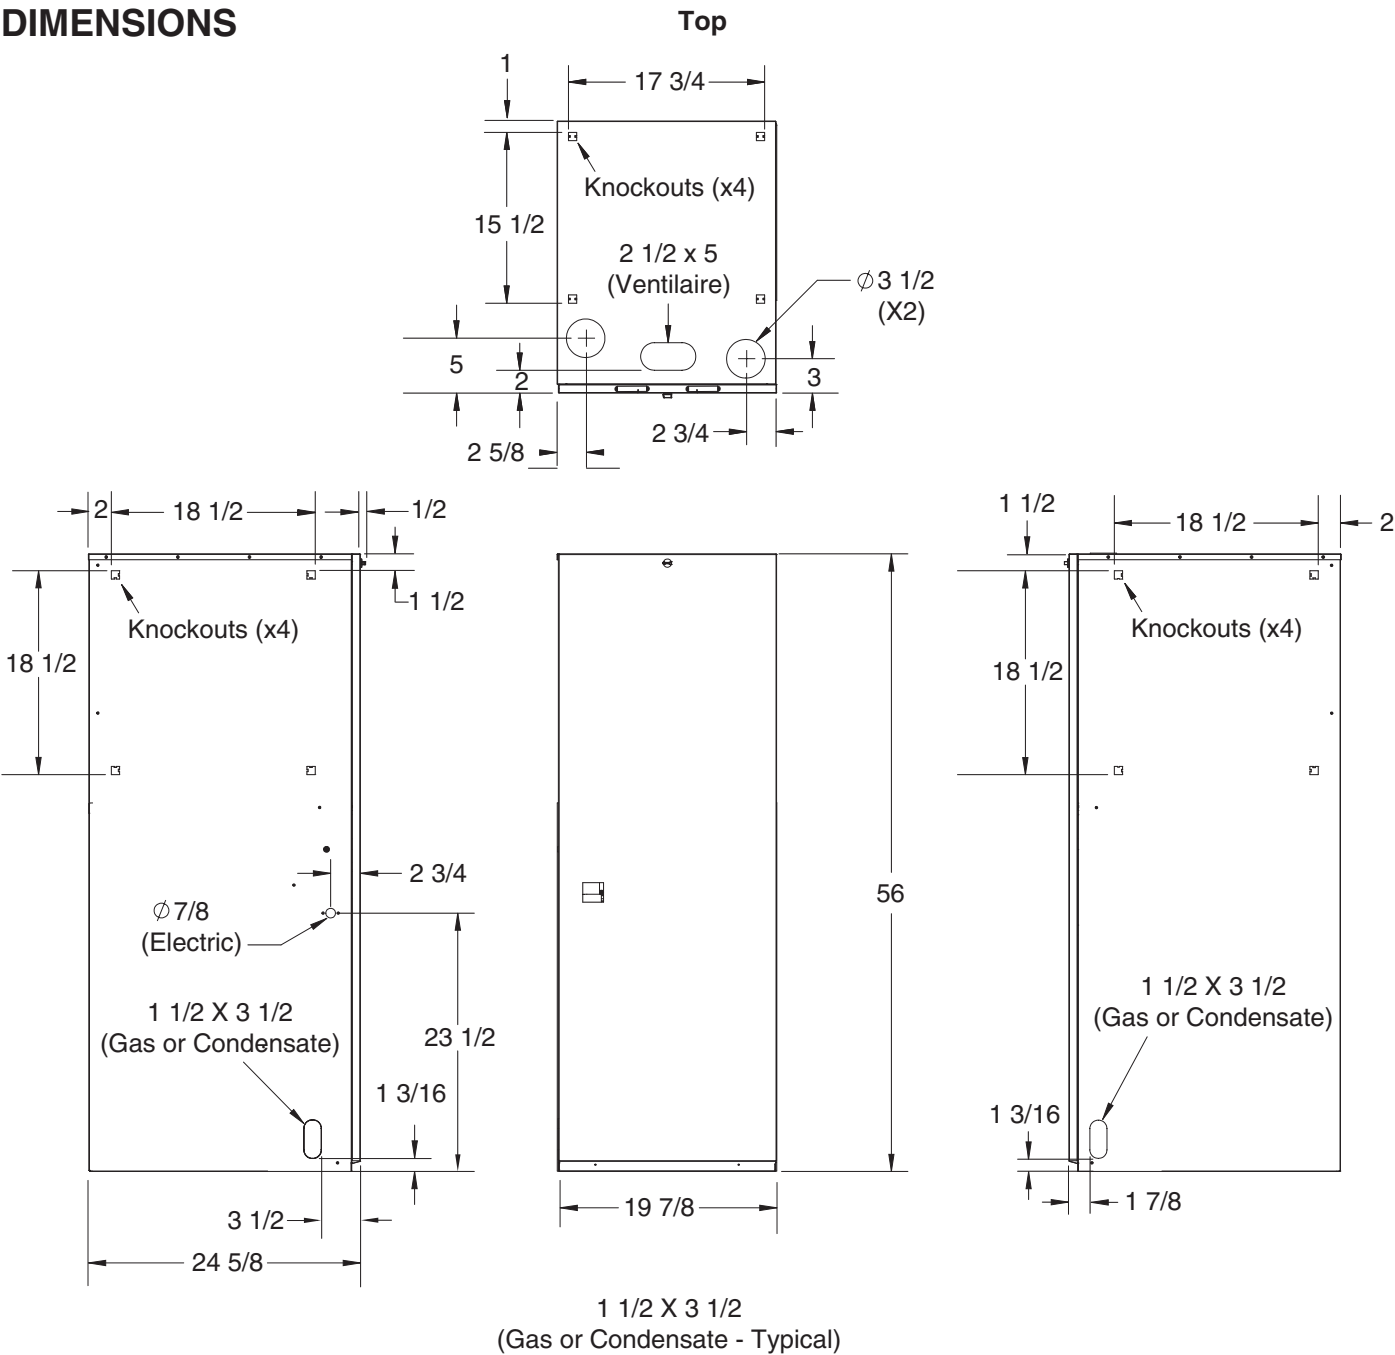 DIMENSIONS
Top
1
17 3/4
Knockouts (x4)
15 1/2
2 1/2 x 5
(Ventilaire)
∅3 1/2
(X2)
5
2
3
2 3/4
2 5/8
2
18 1/2
1/2
1 1/2
Knockouts (x4)
18 1/2
2 3/4
∅7/8
(Electric)
1 1/2 X 3 1/2
(Gas or Condensate)
23 1/2
1 3/16
3 1/2
24 5/8
56
19 7/8
1 1/2
18 1/2
2
Knockouts (x4)
18 1/2
1 1/2 X 3 1/2
(Gas or Condensate)
1 3/16
1 7/8
1 1/2 X 3 1/2
(Gas or Condensate - Typical)